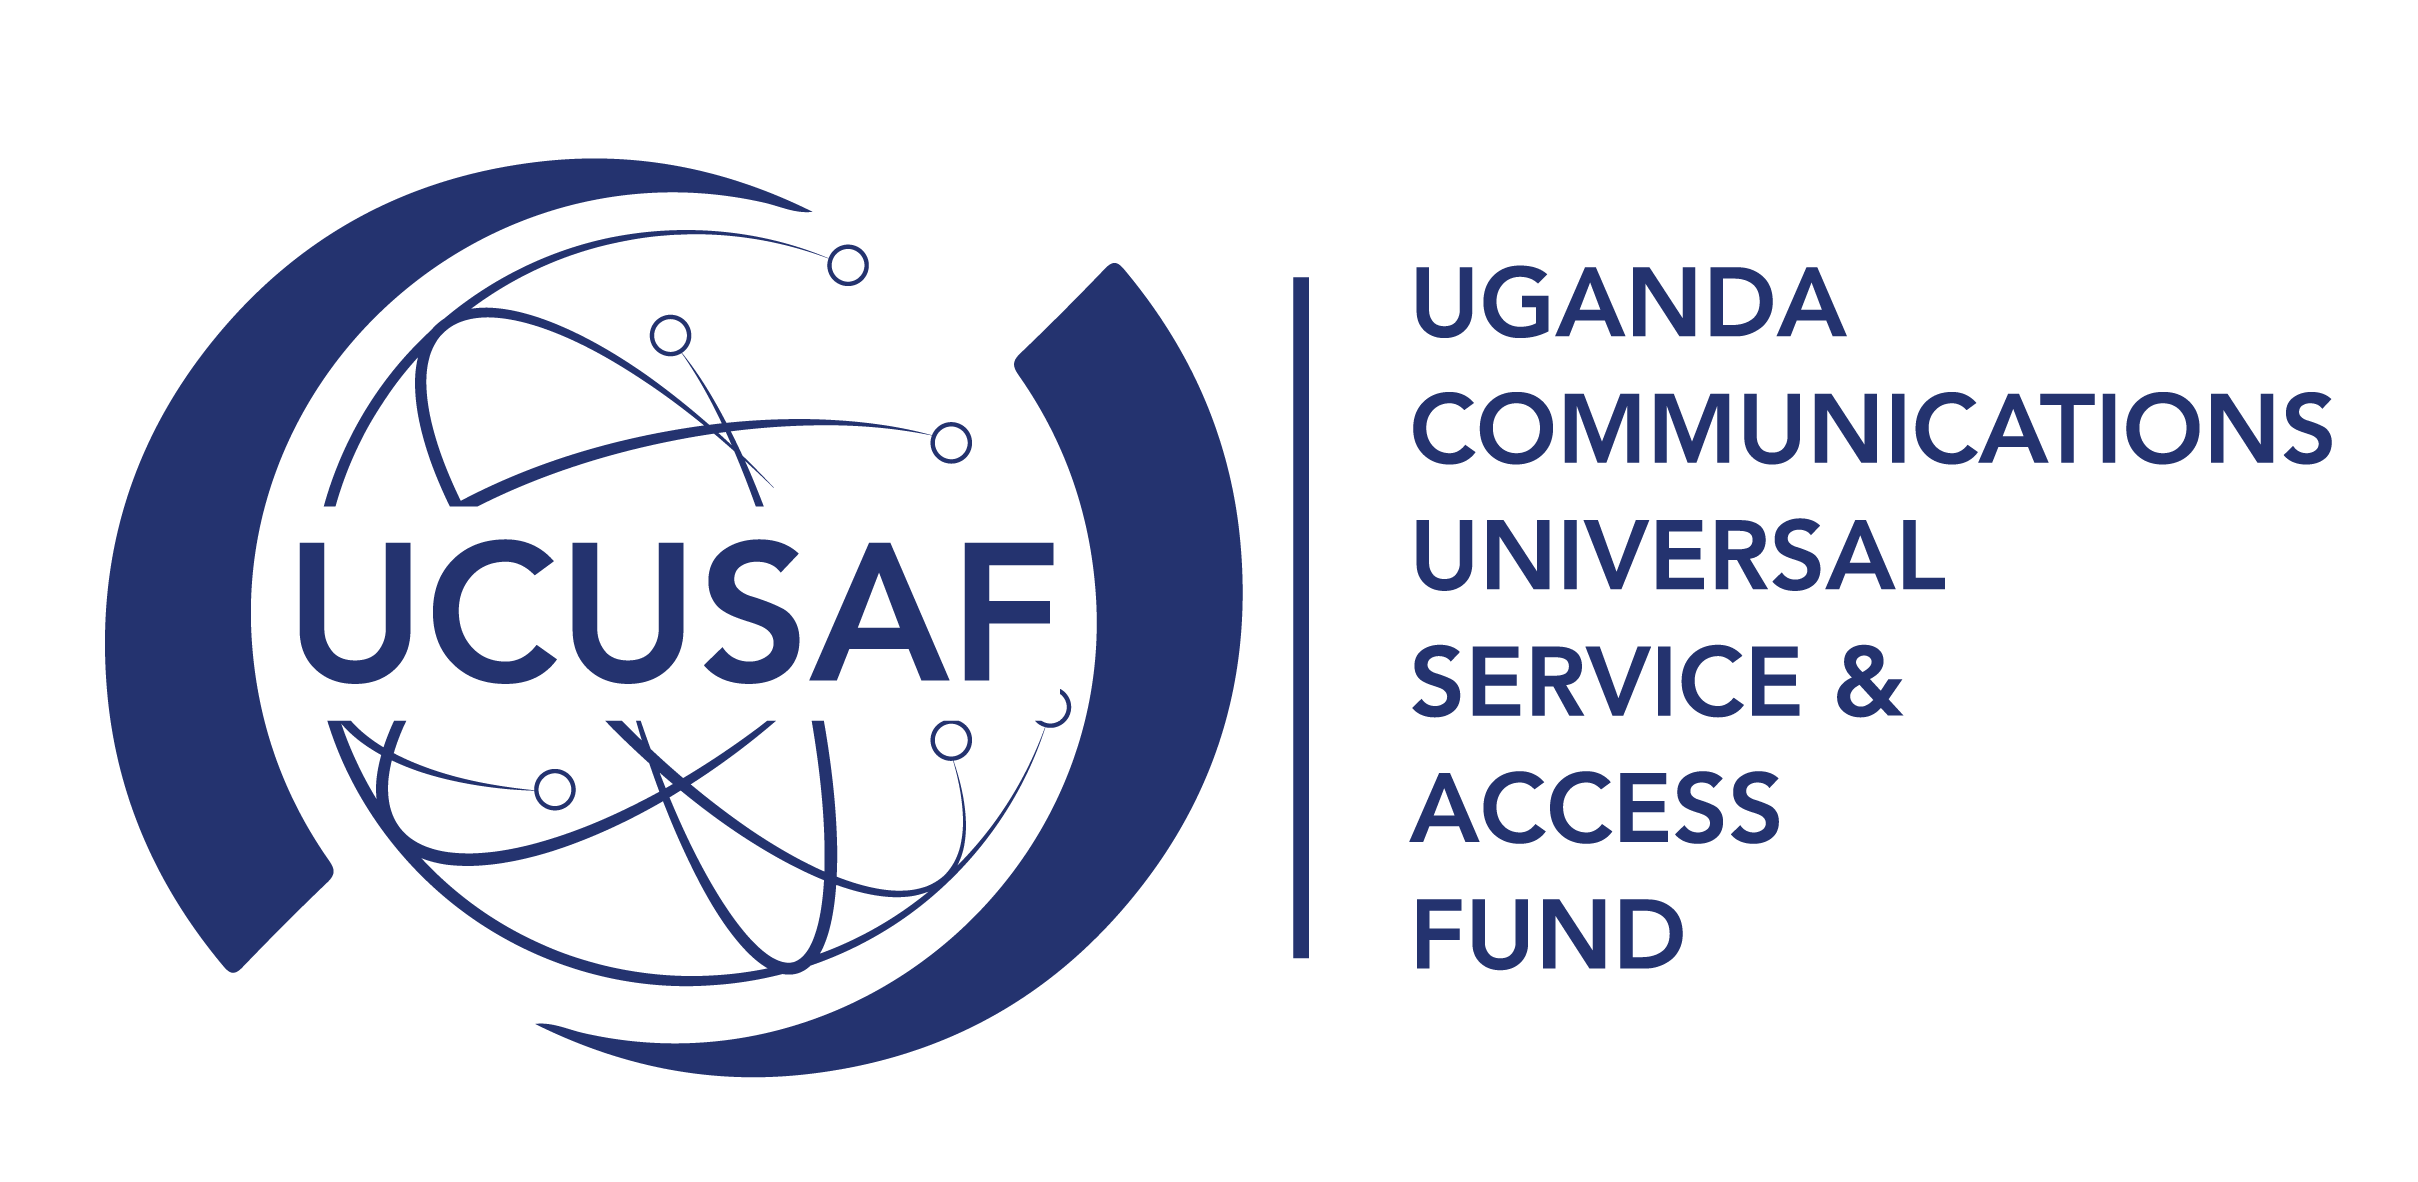 UCUSAF
UGANDA
COMMUNICATIONS
UNIVERSAL
SERVICE &
ACCESS
FUND